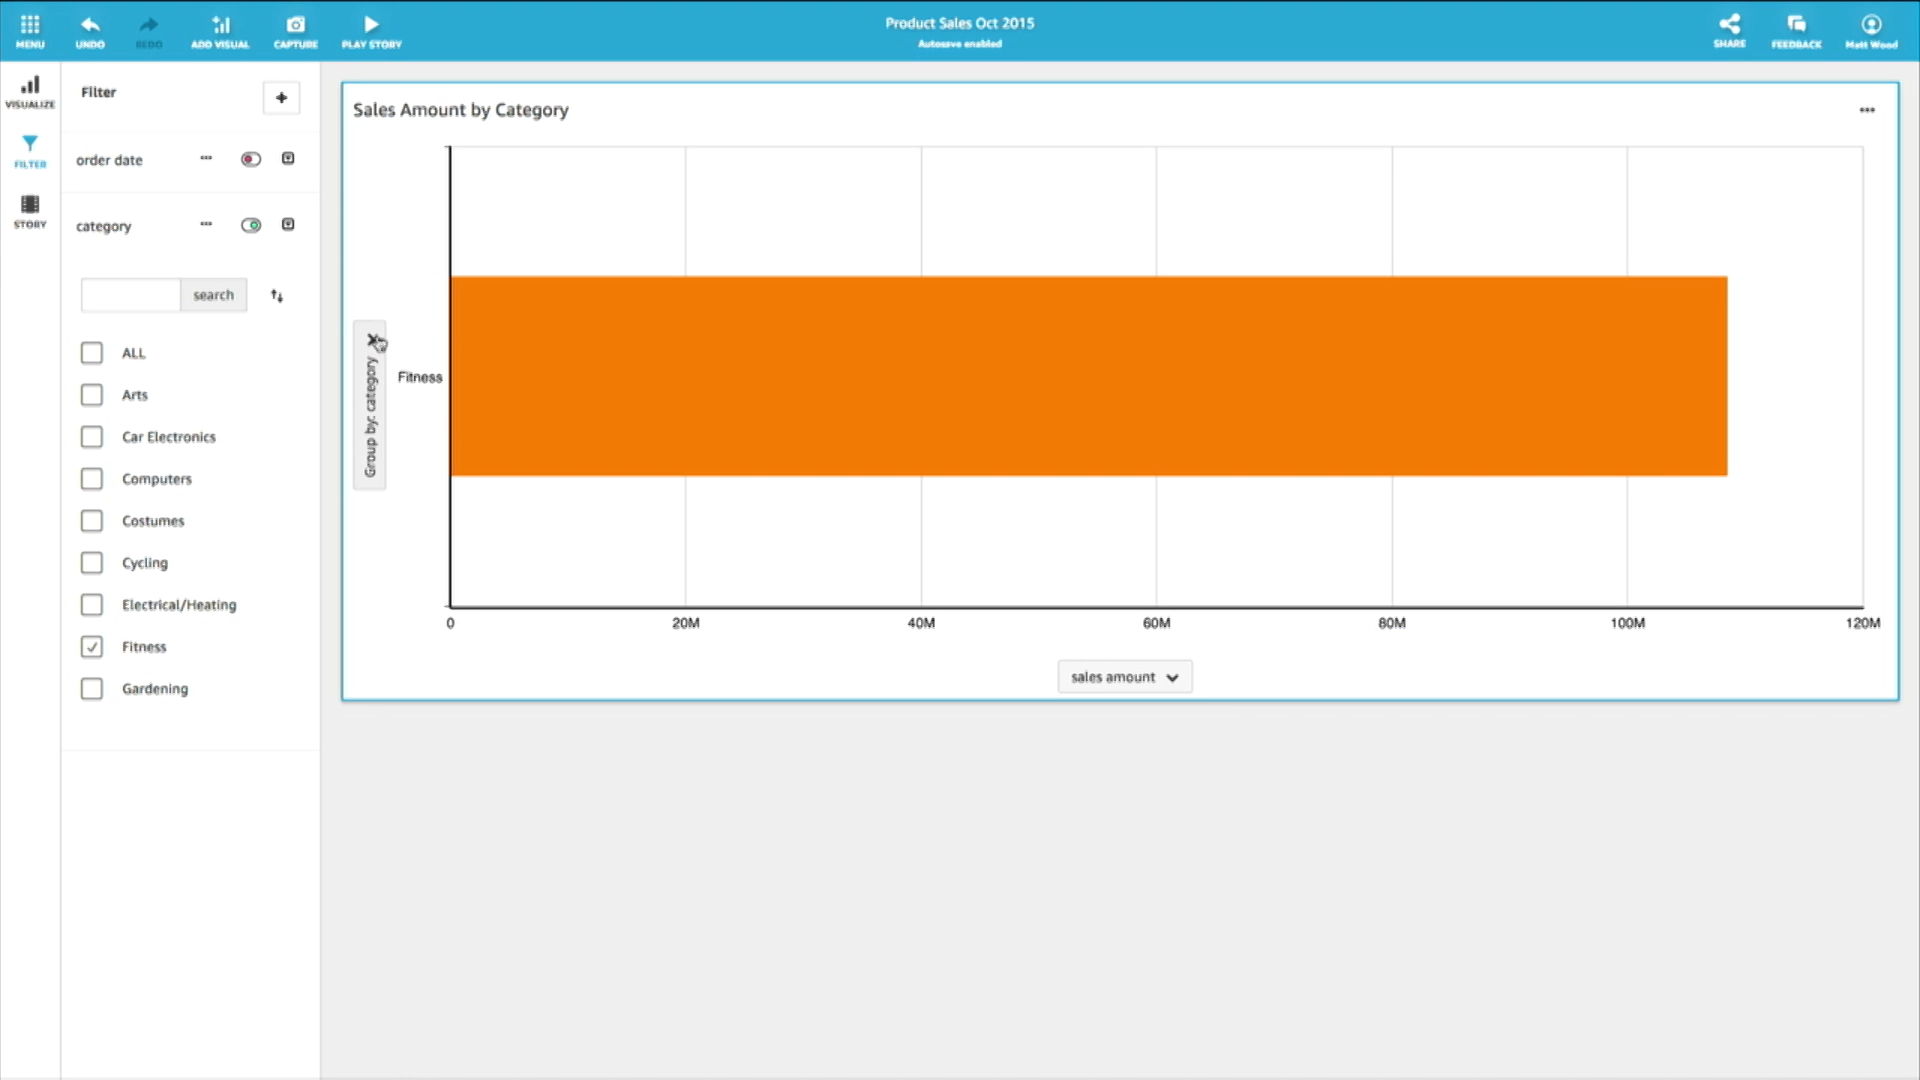 MENU
UNDO
REDO
ADD VISUAL
CAPTURE
PLAY STORY
Product Sales Oct 2015
Autosave enabled
SHARE
FEEDBACK
Matt Wood
VISUALIZE
FILTER
STORY
Filter
order date
category
search
ALL
Arts
Car Electronics
Computers
Costumes
Cycling
Electrical/Heating
Fitness
Gardening
Sales Amount by Category
Group by: category
Fitness
0 20M 40M 60M 80M 100M 120M
sales amount